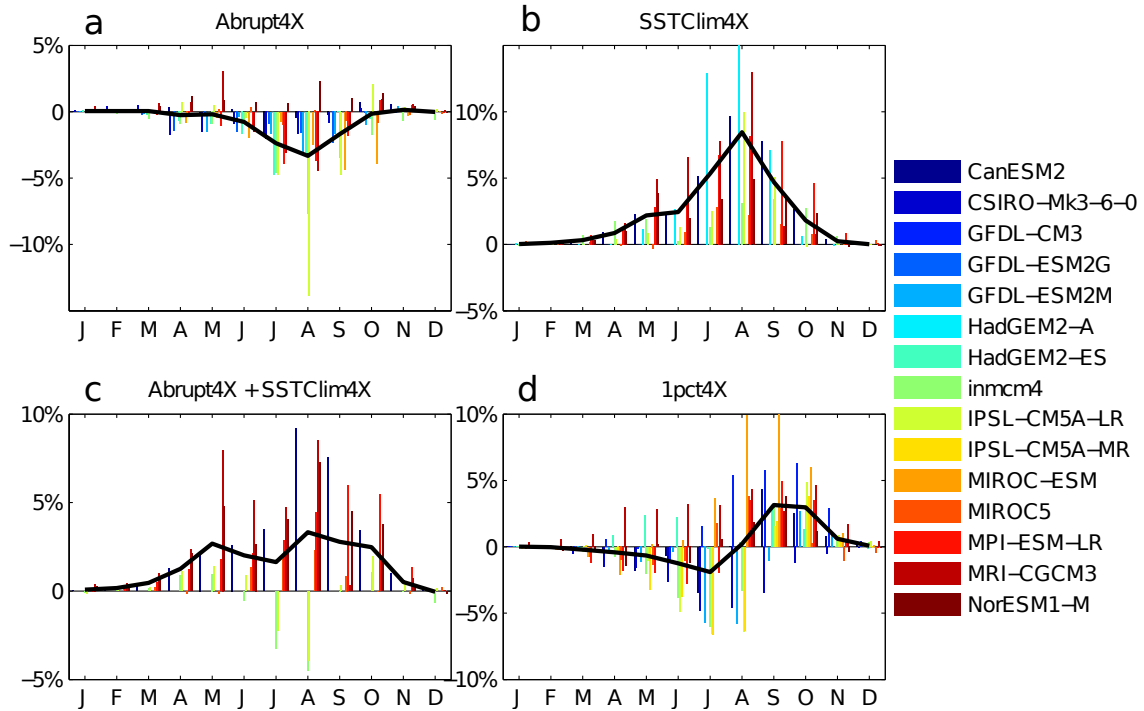 a Abrupt4X
5%
0
−5%
−10%
J F M A M J J A S O N D
b SSTClim4X
10%
5%
0
−5%
J F M A M J J A S O N D
c Abrupt4X +SSTClim4X
10%
5%
0
−5%
J F M A M J J A S O N D
d 1pct4X
10%
5%
0
−5%
−10%
J F M A M J J A S O N D
CanESM2
CSIRO−Mk3−6−0
GFDL−CM3
GFDL−ESM2G
GFDL−ESM2M
HadGEM2−A
HadGEM2−ES
inmcm4
IPSL−CM5A−LR
IPSL−CM5A−MR
MIROC−ESM
MIROC5
MPI−ESM−LR
MRI−CGCM3
NorESM1−M